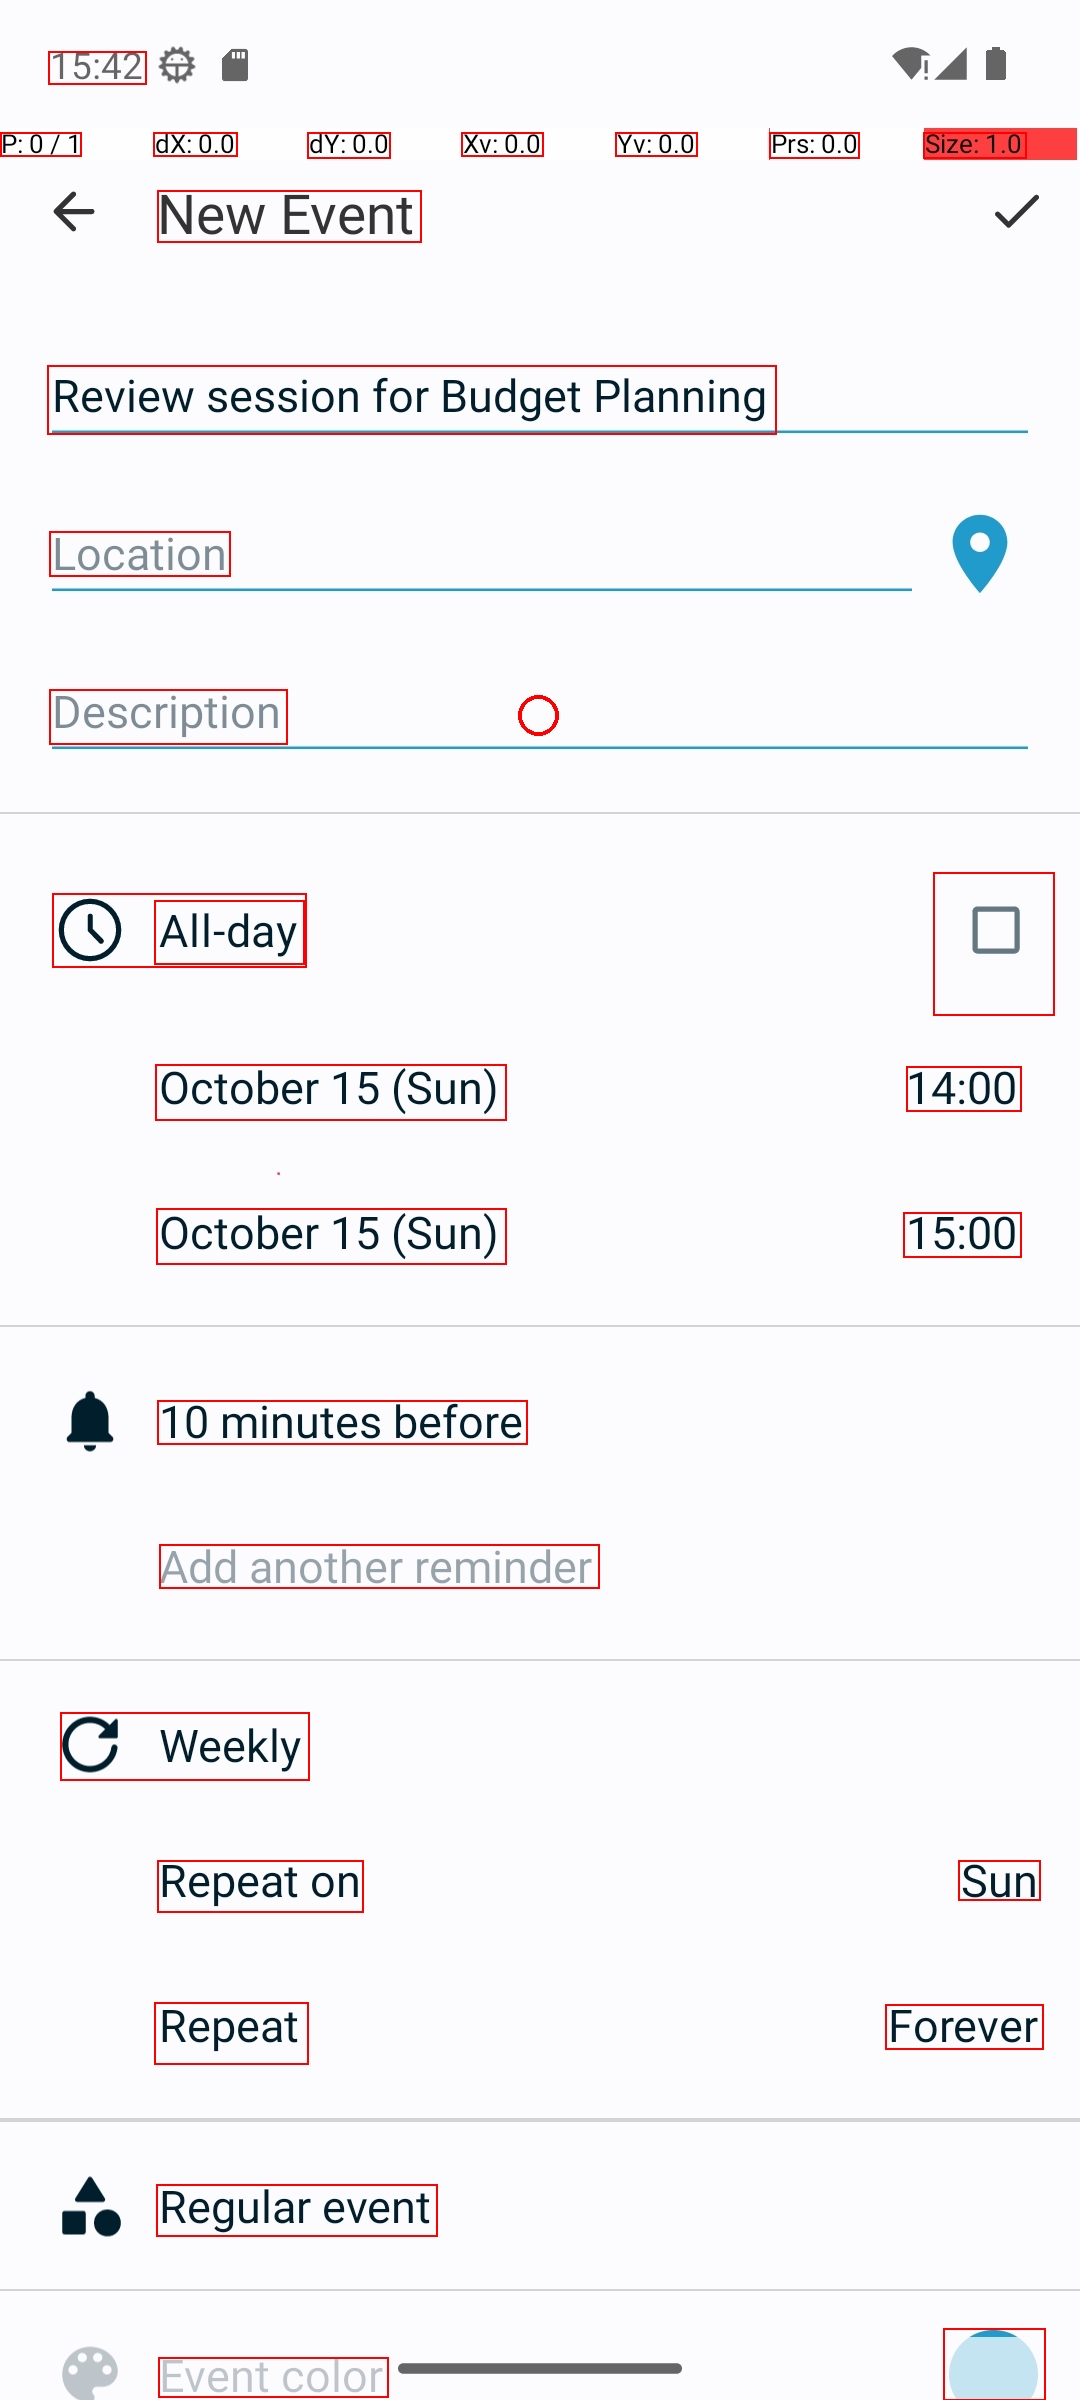 15:42
P: 0 / 1 dX: 0.0 dY: 0.0 Xv: 0.0 Yv: 0.0 Prs: 0.0 Size: 1.0
New Event
Review session for Budget Planning
Location
Description
All-day
October 15 (Sun) 14:00
October 15 (Sun) 15:00
10 minutes before
Add another reminder
Weekly
Repeat on Sun
Repeat Forever
Regular event
Event color